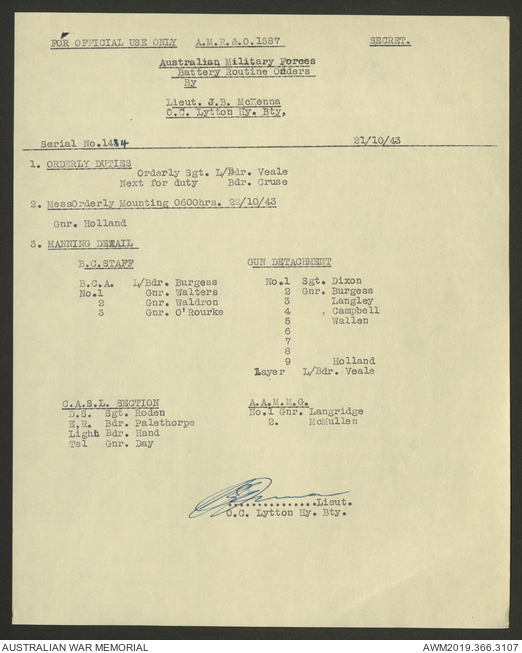 FOR OFFICIAL USE ONLY A.M.R.&.O.1587 SECRET.
Australian Military Forces
Battery Routine Orders
By
Lieut. J.B. McKenna
O.C. Lytton Hy. Bty,
Serial No.1484 21/10/43
1. ORDERLY DUTIES
Orderly Sgt. L/Bdr. Veale
Next for duty Bdr. Cruse
2. MessOrderly Mounting 0600hrs. 22/10/43
Gnr. Holland
3. MANNING DETAIL
B.C.STAFF
B.C.A. L/Bdr. Burgess
No.1 Gnr. Walters
2 Gnr. Waldron
3 Gnr. O'Rourke
GUN DETACHMENT
No.1 Sgt. Dixon
2 Gnr. Burgess
3 Langley
4 , Campbell
5 Wallen
6
7
8
9 Holland
Layer L/Bdr. Veale
C.A.S.L. SECTION
D.S. Sgt. Roden
E.R. Bdr. Palethorpe
Light Bdr. Hand
Tel Gnr. Day
A.A.M.M.G.
No.1 Gnr. Langridge
2. McMullen
..............Lieut.
O.C. Lytton Hy. Bty.
AUSTRALIAN WAR MEMORIAL AWM2019.366.3107